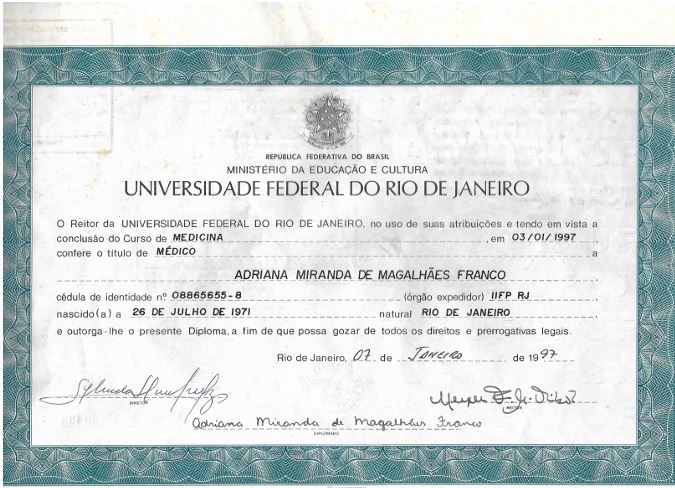 REPÚBLICA FEDERATIVA DO BRASIL
MINISTÉRIO DA EDUCAÇÃO E CULTURA
UNIVERSIDADE FEDERAL DO RIO DE JANEIRO
O Reitor da UNIVERSIDADE FEDERAL DO RIO DE JANEIRO, no uso de suas atribuições e tendo em vista a
conclusão do Curso de MEDICINA, em 03/01/1997
confere o título de MÉDICO a
ADRIANA MIRANDA DE MAGALHÃES FRANCO
cédula de identidade nº 08865655-8 (órgão expedidor) IIFP RJ
nascido(a) a 26 DE JULHO DE 1971 natural RIO DE JANEIRO
e outorga-lhe o presente Diploma, a fim de que possa gozar de todos os direitos e prerrogativas legais.
Rio de Janeiro, 07 de JANEIRO de 1997
DIRETOR
REITOR
Adriana Miranda de Magalhães Franco
DIPLOMADO